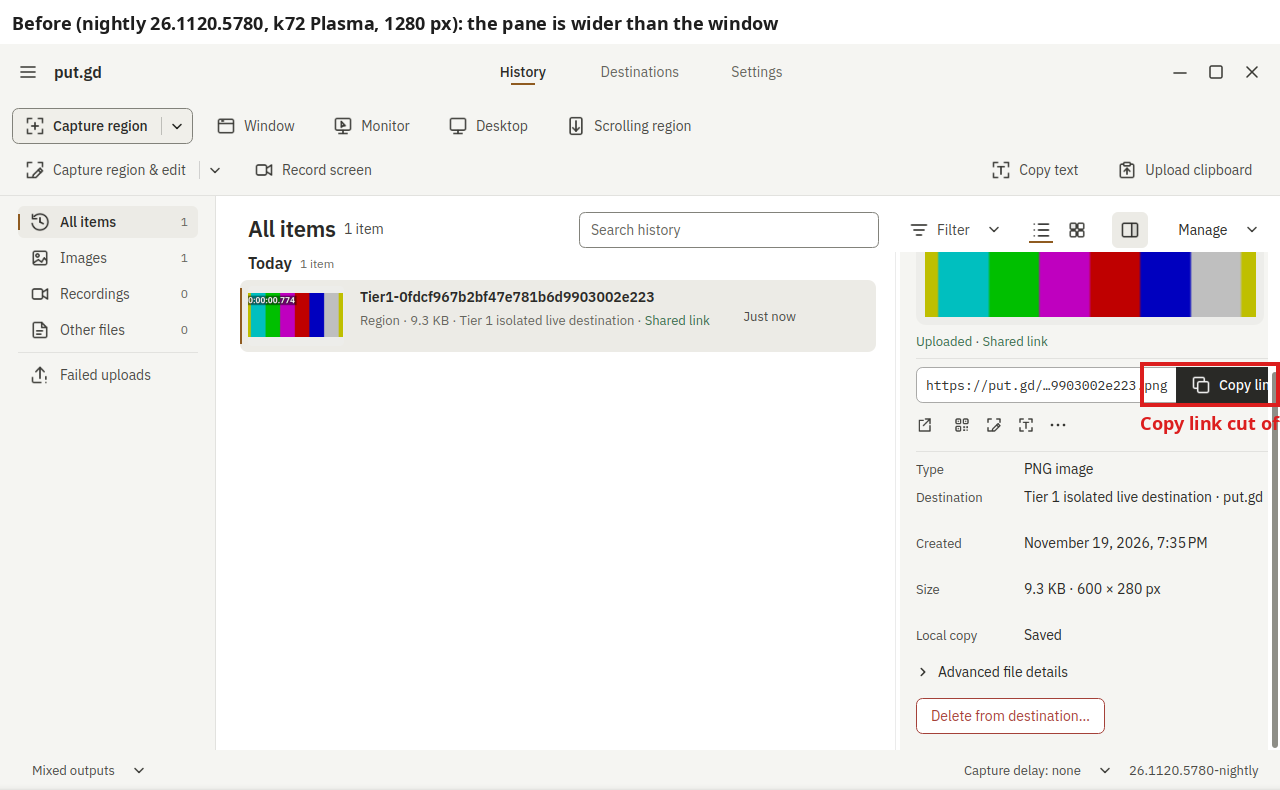 Before (nightly 26.1120.5780, k72 Plasma, 1280 px): the pane is wider than the window
put.gd
History
Destinations
Settings
Capture region
Window
Monitor
Desktop
Scrolling region
Capture region & edit
Record screen
Copy text
Upload clipboard
All items 1
Images 1
Recordings 0
Other files 0
Failed uploads
All items 1 item
Search history
Filter
Manage
Today 1 item
0:00:00.774
Tier1-0fdcf967b2bf47e781b6d9903002e223
Region · 9.3 KB · Tier 1 isolated live destination · Shared link
Just now
Uploaded · Shared link
https://put.gd/…9903002e223.png
Copy lin
Copy link cut of
Type PNG image
Destination Tier 1 isolated live destination · put.gd
Created November 19, 2026, 7:35 PM
Size 9.3 KB · 600 × 280 px
Local copy Saved
Advanced file details
Delete from destination…
Mixed outputs
Capture delay: none
26.1120.5780-nightly